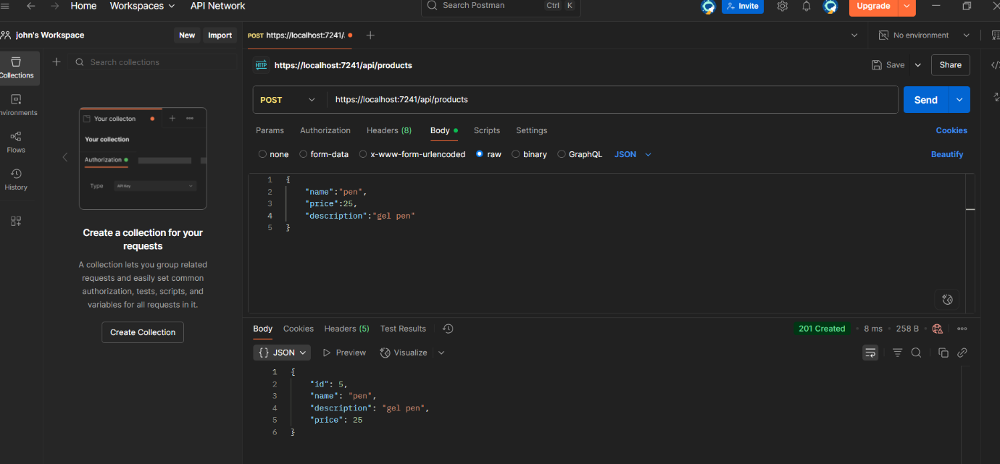 Home Workspaces API Network Search Postman Ctrl K Invite Upgrade
john's Workspace New Import POST https://localhost:7241/. + No environment
Collections
+ Search collections
HTTP https://localhost:7241/api/products Save Share
nvironments
Flows
History
Your collecton + •••
Your collection
Authorization
Type API Key
Create a collection for your
requests
A collection lets you group related
requests and easily set common
authorization, tests, scripts, and
variables for all requests in it.
Create Collection
POST https://localhost:7241/api/products Send
Params Authorization Headers (8) Body Scripts Settings Cookies
none form-data x-www-form-urlencoded raw binary GraphQL JSON Beautify
1 {
2 "name":"pen",
3 "price":25,
4 "description":"gel pen"
5 }
Body Cookies Headers (5) Test Results 201 Created • 8 ms • 258 B •
{} JSON Preview Visualize
1 {
2 "id": 5,
3 "name": "pen",
4 "description": "gel pen",
5 "price": 25
6 }